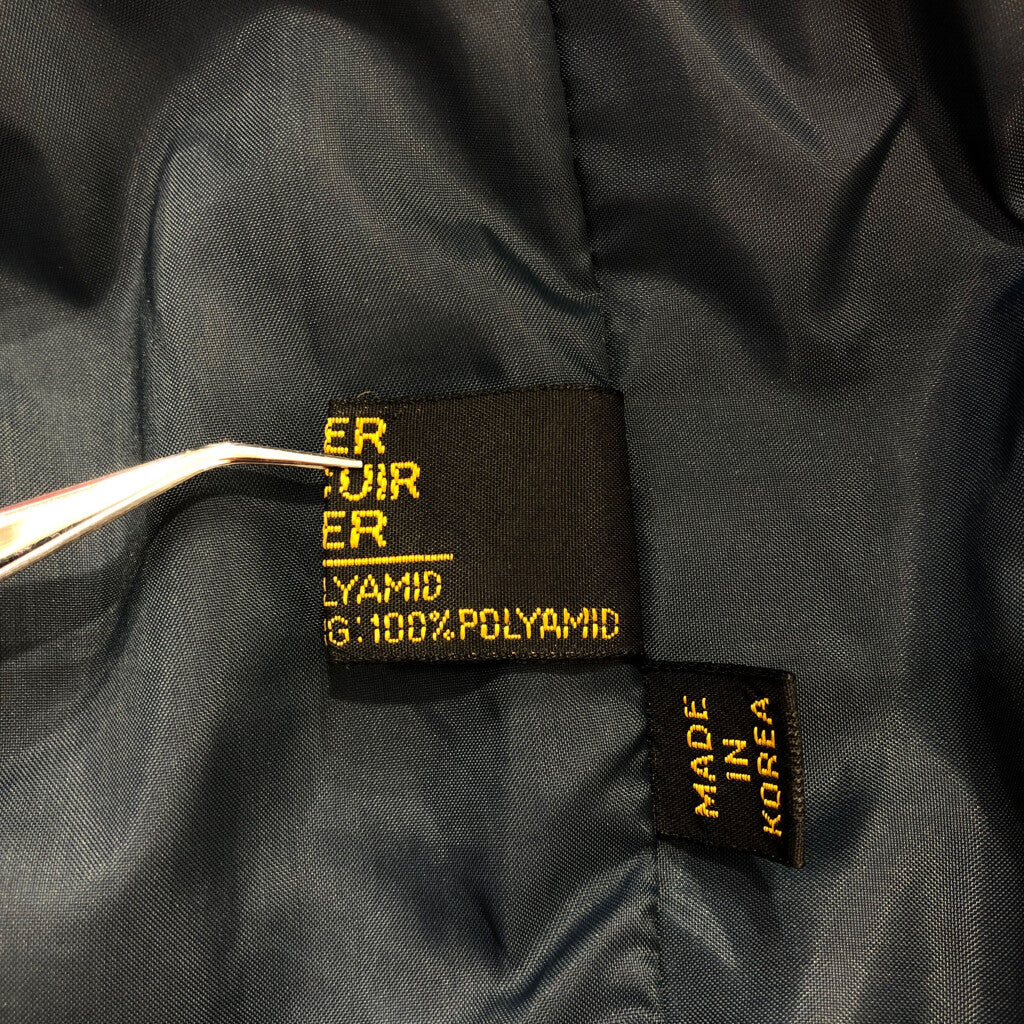 ER
CUIR
ER
LYAMID
G: 100% POLYAMID
MADE
IN
KOREA